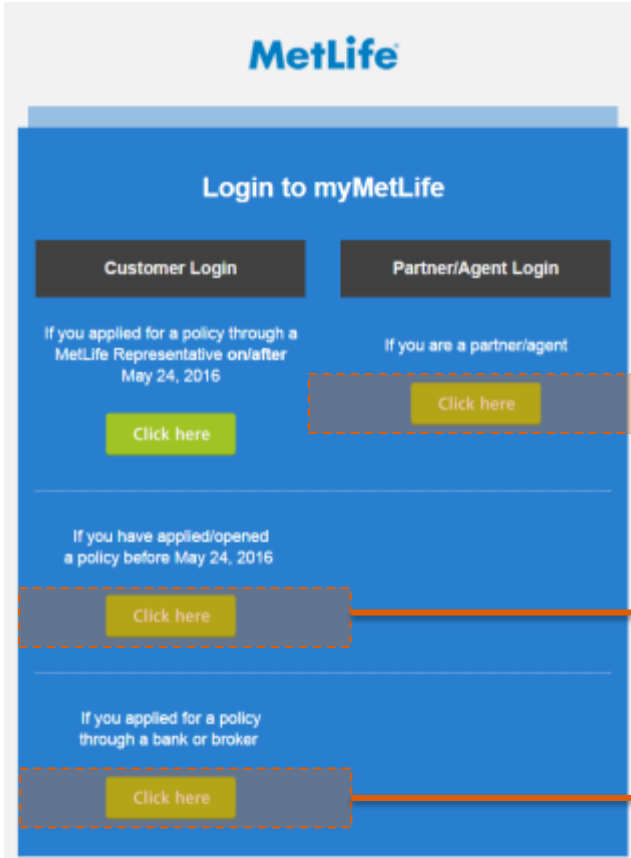 MetLife
Login to myMetLife
Customer Login
If you applied for a policy through a
MetLife Representative on/after
May 24, 2016
Click here
Partner/Agent Login
If you are a partner/agent
Click here
If you have applied/opened
a policy before May 24, 2016
Click here
If you applied for a policy
through a bank or broker
Click here